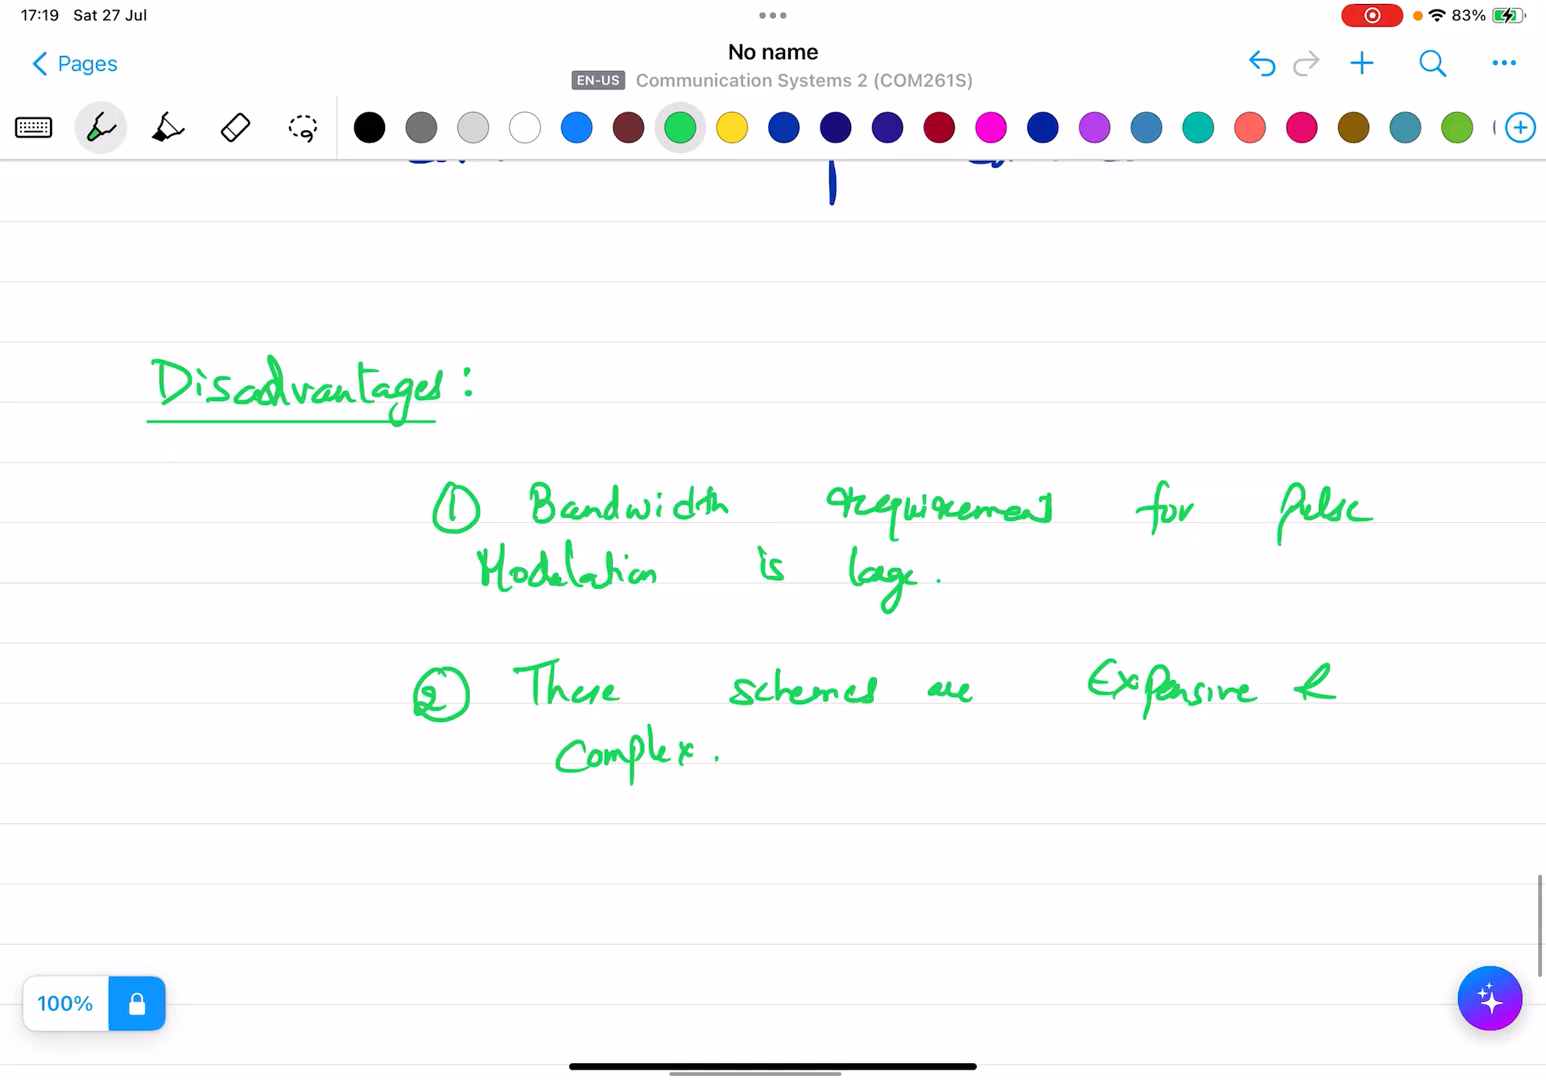 17:19 Sat 27 Jul
83%
Pages
No name
EN-US Communication Systems 2 (COM261S)
Disadvantages:
① Bandwidth requirement for pulse
Modulation is large.
② These schemes are Expensive &
complex.
100%